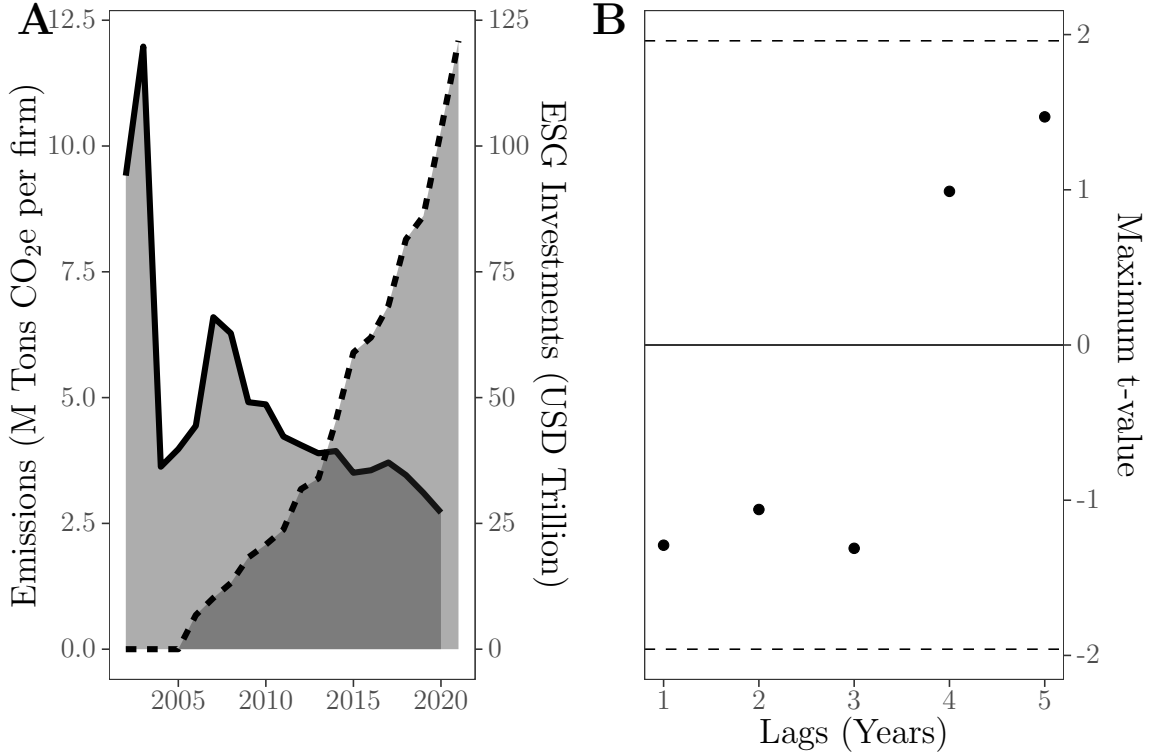 A
12.5
10.0
7.5
5.0
2.5
0.0
Emissions (M Tons CO₂e per firm)
2005 2010 2015 2020
125
100
75
50
25
0
ESG Investments (USD Trillion)
B
2
1
0
-1
-2
Maximum t-value
1 2 3 4 5
Lags (Years)